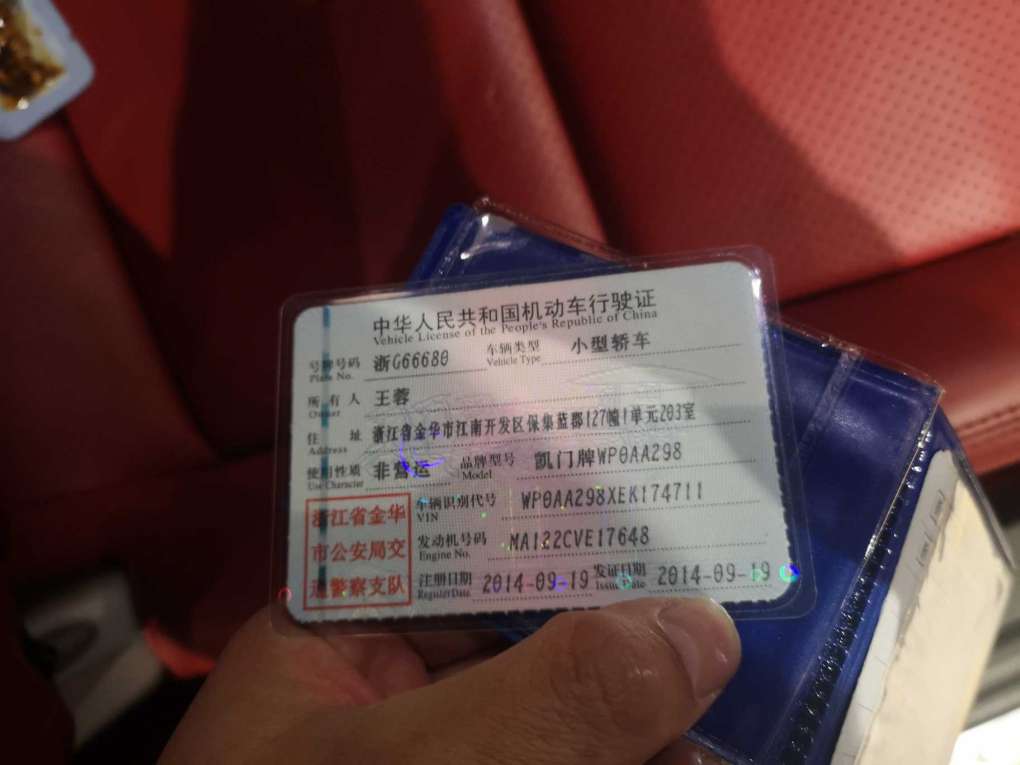 中华人民共和国机动车行驶证
Vehicle License of the People's Republic of China
号牌号码 浙G66680 车辆类型 小型轿车
Plate No. Vehicle Type
所有人 王蓉
Owner
住址 浙江省金华市江南开发区保集蓝郡127幢1单元203室
Address
使用性质 非营运 品牌型号 凯门牌WP0AA298
Use Character Model
浙江省金华 车辆识别代号 WP0AA298XEK174711
VIN
市公安局交 发动机号码 MA122CVE17648
Engine No.
通警察支队 注册日期 2014-09-19 发证日期 2014-09-19
Register Date Issue Date